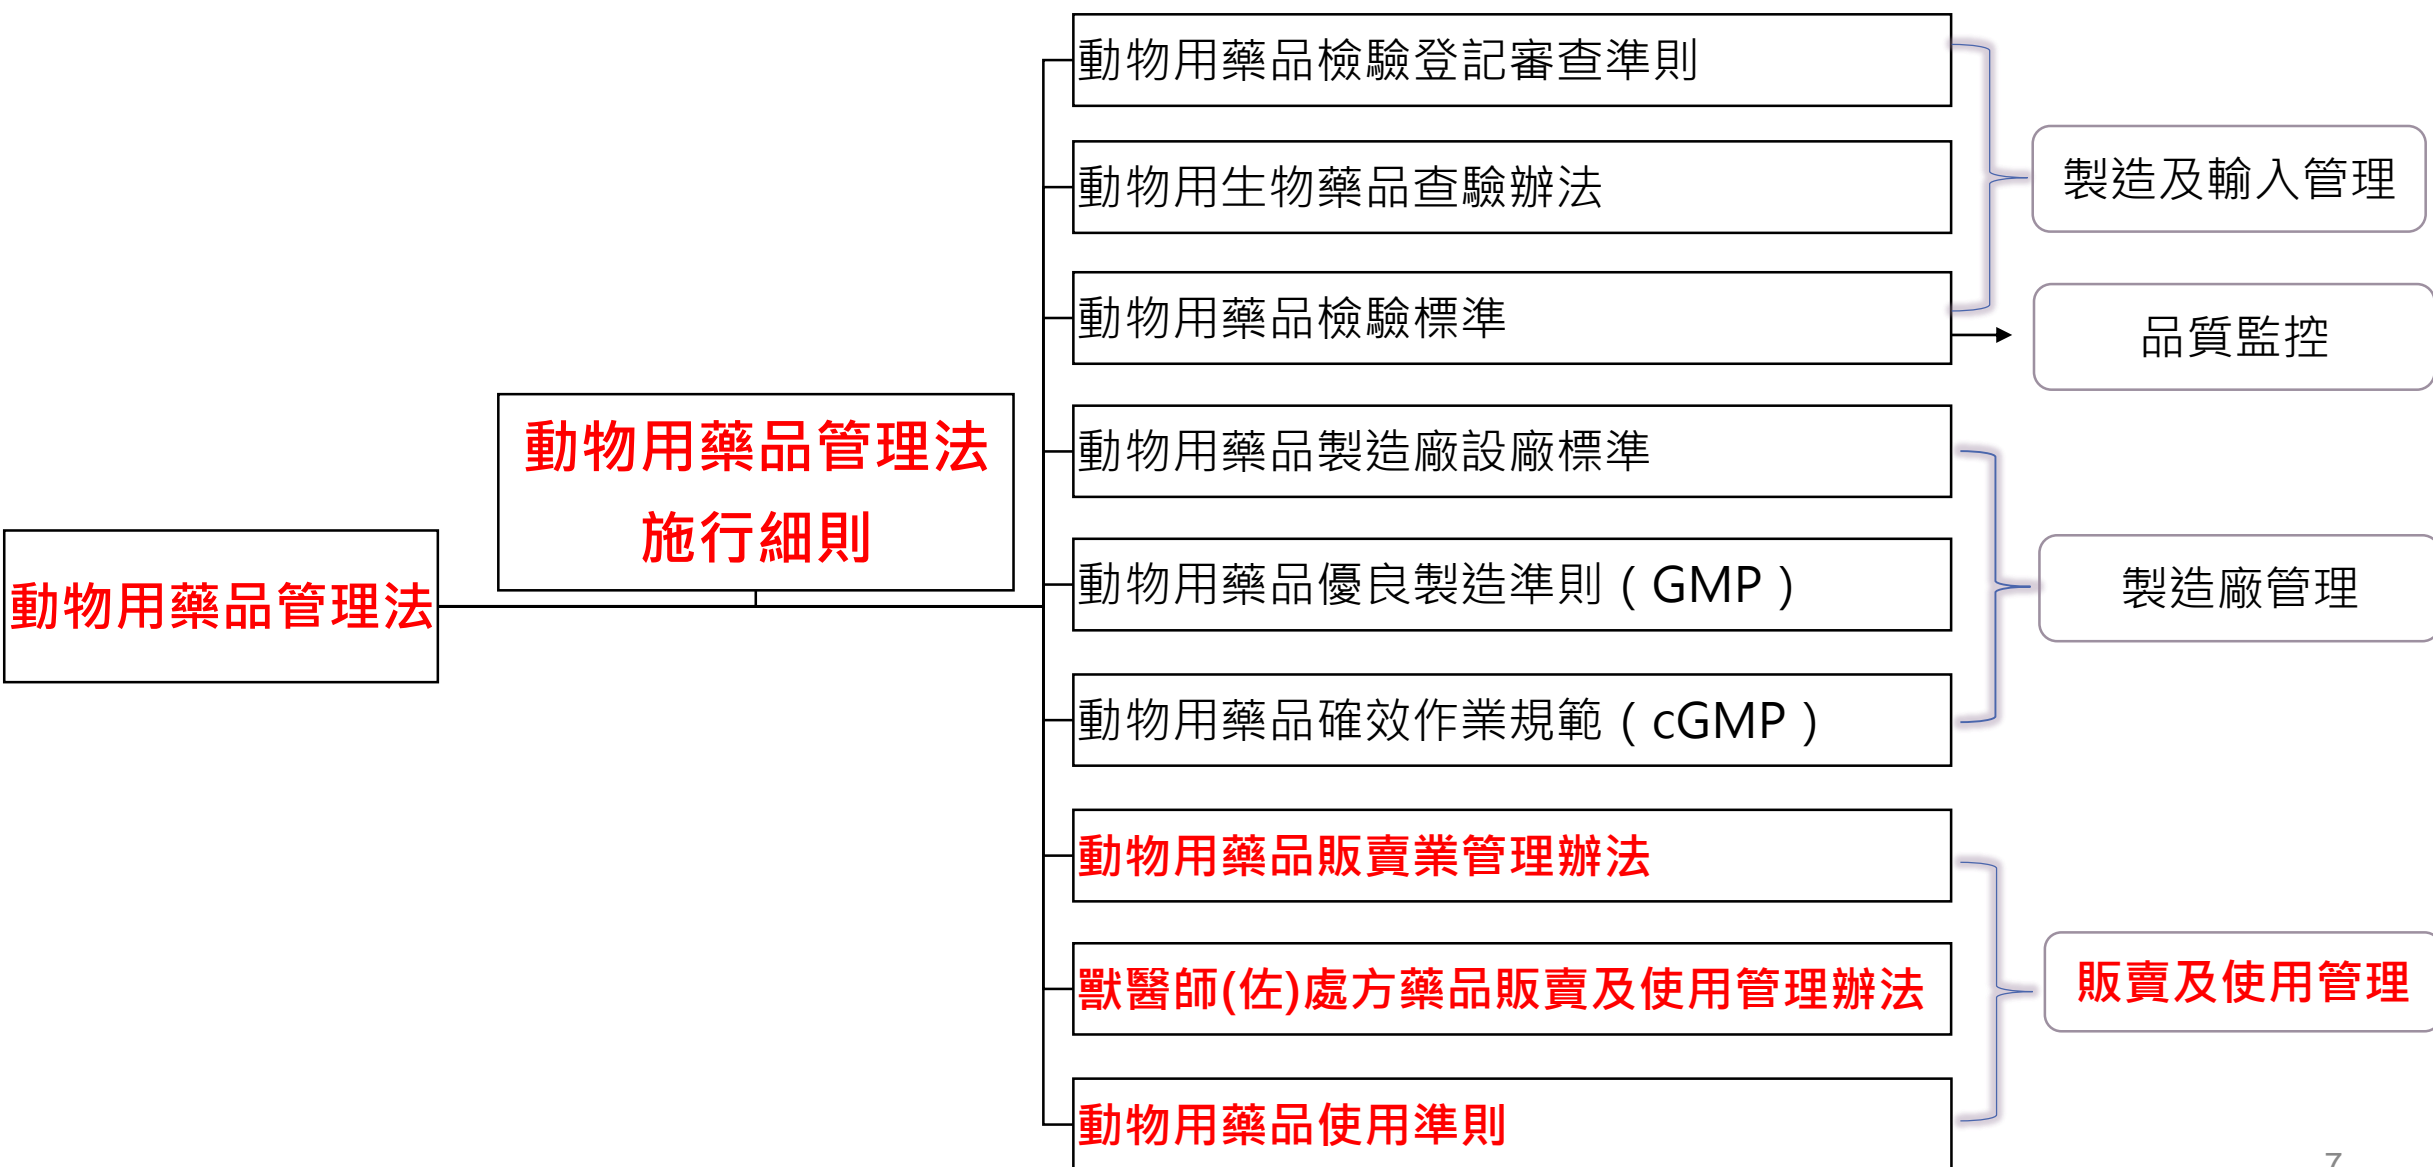 動物用藥品管理法
動物用藥品管理法
施行細則
動物用藥品檢驗登記審查準則
動物用生物藥品查驗辦法
動物用藥品檢驗標準
動物用藥品製造廠設廠標準
動物用藥品優良製造準則（GMP）
動物用藥品確效作業規範（cGMP）
動物用藥品販賣業管理辦法
獸醫師(佐)處方藥品販賣及使用管理辦法
動物用藥品使用準則
製造及輸入管理
品質監控
製造廠管理
販賣及使用管理
7